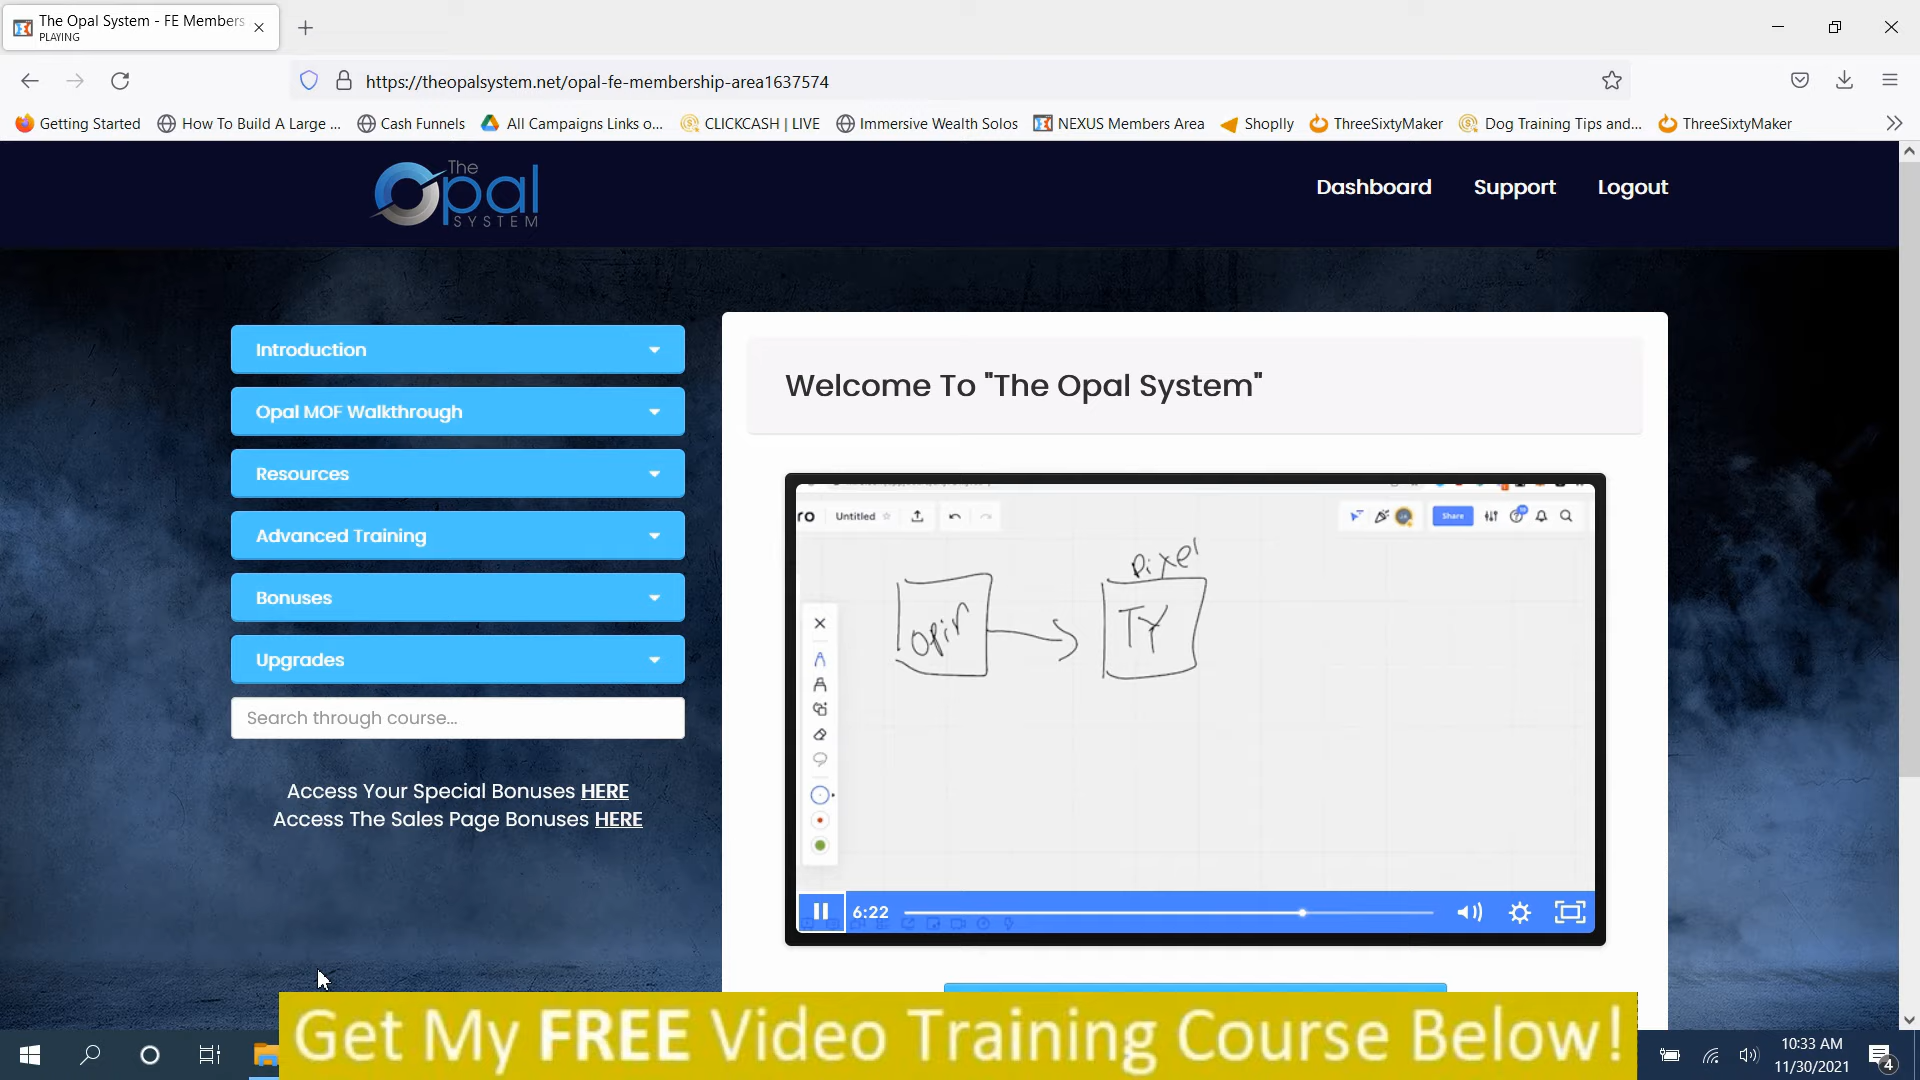 The Opal System - FE Members
PLAYING
https://theopalsystem.net/opal-fe-membership-area1637574
Getting Started
How To Build A Large ...
Cash Funnels
All Campaigns Links o...
CLICKCASH | LIVE
Immersive Wealth Solos
NEXUS Members Area
Shoplly
ThreeSixtyMaker
Dog Training Tips and...
ThreeSixtyMaker
The
Opal
SYSTEM
Dashboard
Support
Logout
Introduction
Opal MOF Walkthrough
Resources
Advanced Training
Bonuses
Upgrades
Search through course...
Access Your Special Bonuses HERE
Access The Sales Page Bonuses HERE
Welcome To "The Opal System"
ro
Untitled
Share
Pixel
TY
6:22
Get My FREE Video Training Course Below!
10:33 AM
11/30/2021
4